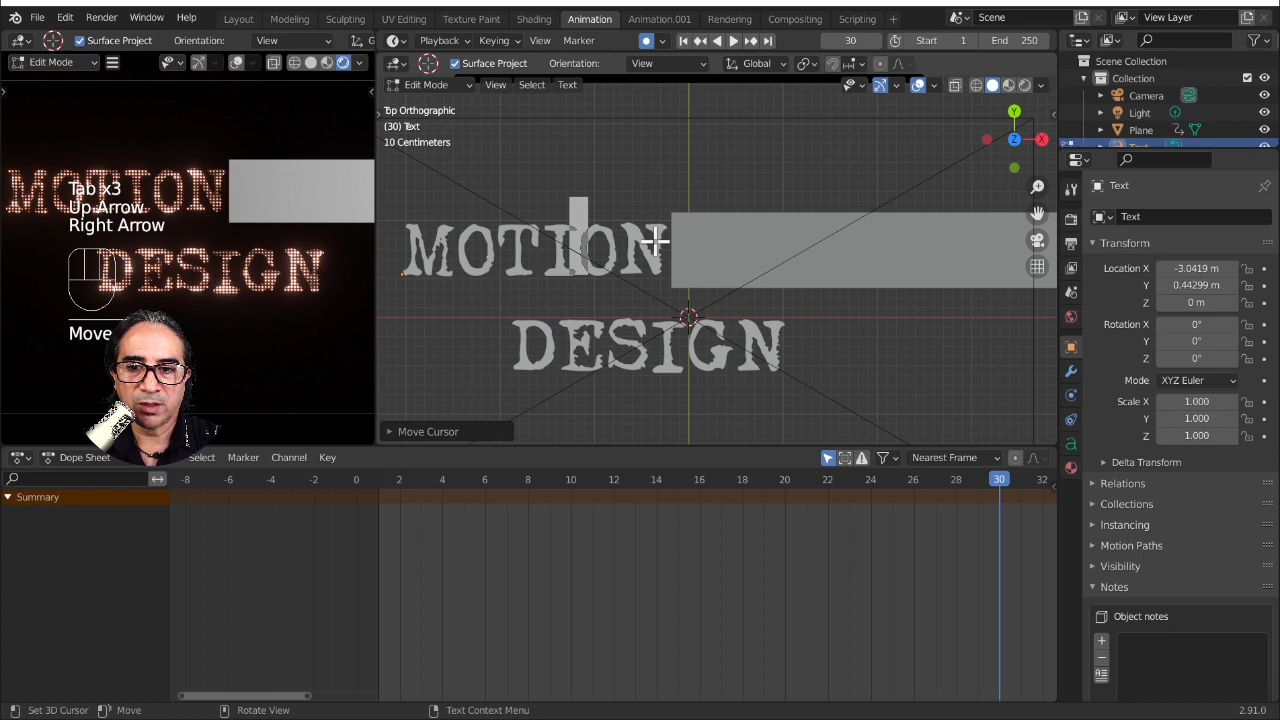 File Edit Render Window Help Layout Modeling Sculpting UV Editing Texture Paint Shading Animation Animation.001 Rendering Compositing Scripting + Scene View Layer
Surface Project Orientation: View
Playback Keying View Marker 30 Start 1 End 250
Edit Mode
Surface Project Orientation: View Global
Edit Mode View Select Text
Scene Collection
Collection
Camera
Light
Plane
Top Orthographic
(30) Text
10 Centimeters
Y
Z
X
MOTION
Tab x3
Up Arrow
Right Arrow
DESIGN
Move
MOTION
DESIGN
Move Cursor
Text
Text
Transform
Location X -3.0419 m
Y 0.44299 m
Z 0 m
Rotation X 0°
Y 0°
Z 0°
Mode XYZ Euler
Scale X 1.000
Y 1.000
Z 1.000
Delta Transform
Relations
Collections
Instancing
Motion Paths
Visibility
Notes
Object notes
Dope Sheet Select Marker Channel Key Nearest Frame
-8 -6 -4 -2 0 2 4 6 8 10 12 14 16 18 20 22 24 26 28 30 32
Summary
Set 3D Cursor Move Rotate View Text Context Menu 2.91.0